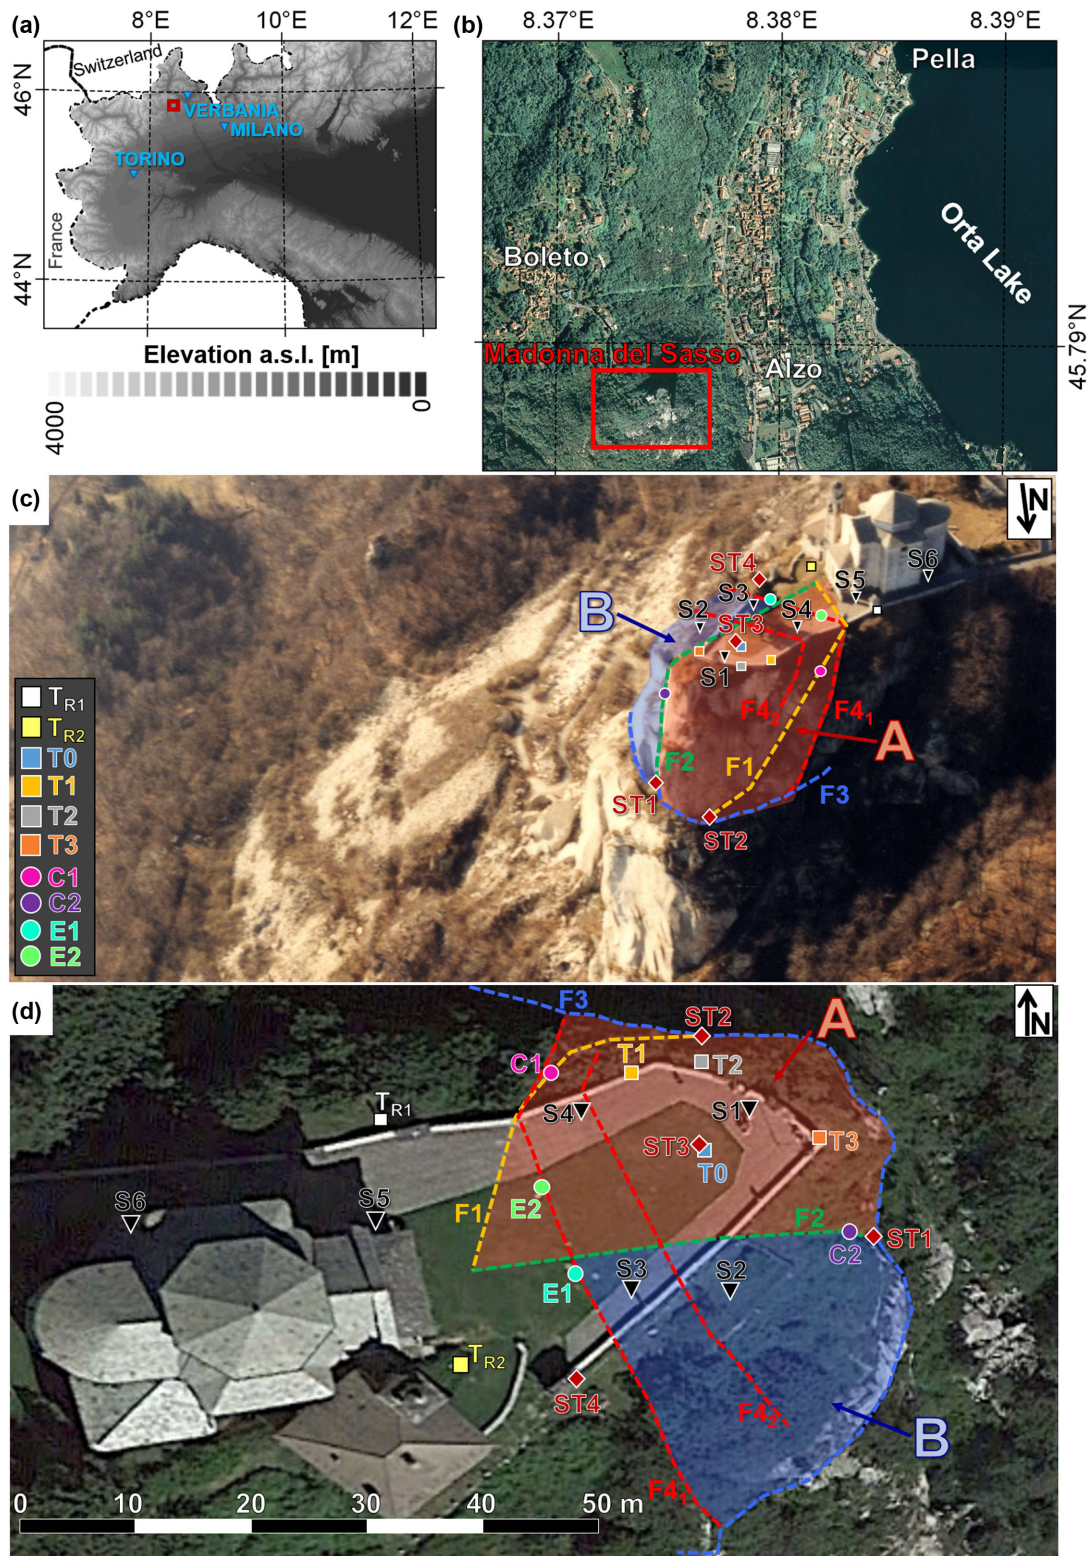 (a)
8°E
10°E
12°E
Switzerland
46°N
VERBANIA
MILANO
TORINO
France
44°N
Elevation a.s.l. [m]
4000
0
(b)
8.37°E
8.38°E
8.39°E
Pella
Orta Lake
Boleto
45.79°N
Madonna del Sasso
Alzo
(c)
N
S6
ST4
S5
S3
S2
S4
B
ST3
S1
F4₂
F4₁
A
F2
F1
F3
ST1
ST2
T_R1
T_R2
T0
T1
T2
T3
C1
C2
E1
E2
(d)
N
F3
ST2
A
C1
T1
T2
T_R1
S4
S1
ST3
T3
T0
S6
S5
E2
F1
F2
C2
ST1
S3
S2
E1
T_R2
ST4
F4₂
B
F4₁
0 10 20 30 40 50 m